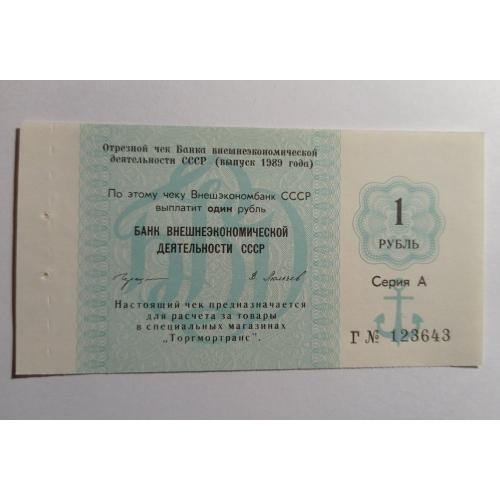 Отрезной чек Банка внешнеэкономической
деятельности СССР (выпуск 1989 года)
По этому чеку Внешэкономбанк СССР
выплатит один рубль
БАНК ВНЕШНЕЭКОНОМИЧЕСКОЙ
ДЕЯТЕЛЬНОСТИ СССР
Настоящий чек предназначается
для расчета за товары
в специальных магазинах
„Торгмортранс".
1
РУБЛЬ
Серия А
Г № 123643